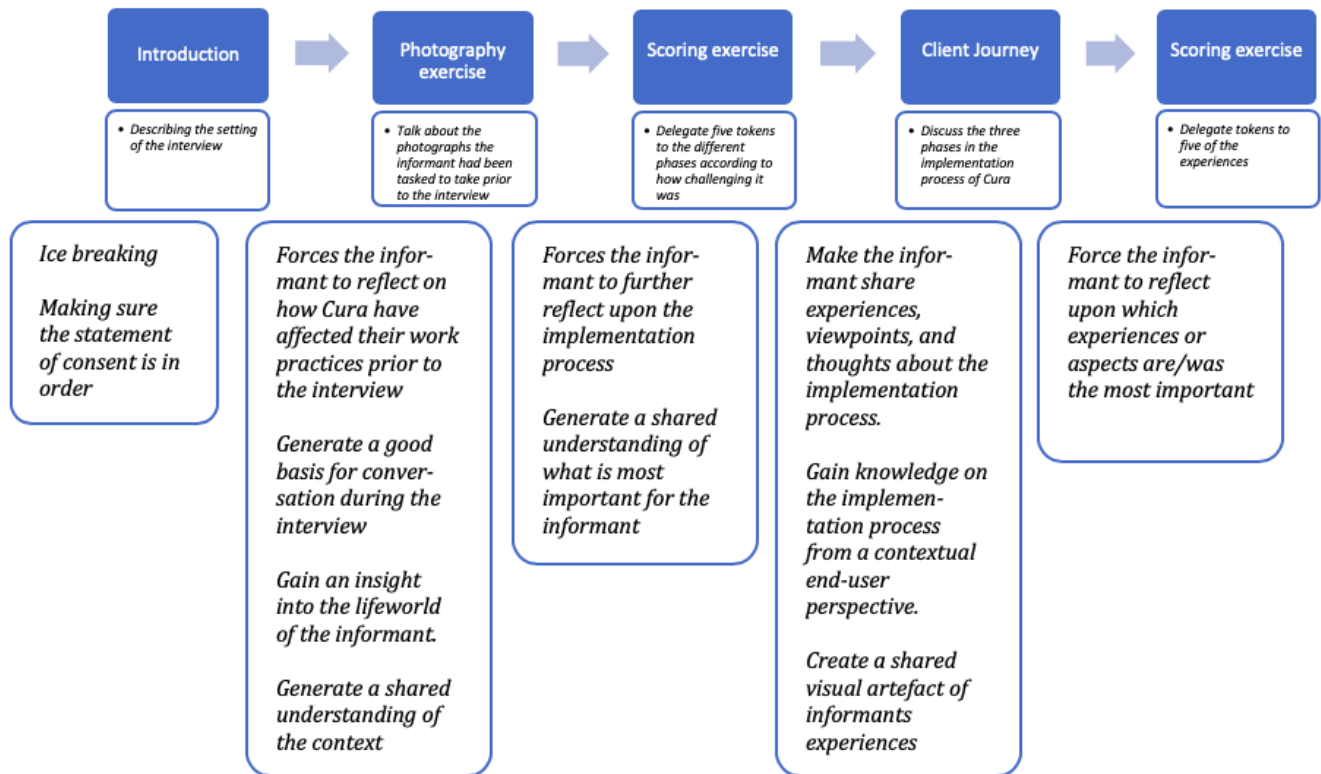 Introduction
Photography
exercise
Scoring exercise
Client Journey
Scoring exercise
• Describing the setting
of the interview
• Talk about the
photographs the
informant had been
tasked to take prior
to the interview
• Delegate five tokens
to the different
phases according to
how challenging it
was
• Discuss the three
phases in the
implementation
process of Cura
• Delegate tokens to
five of the
experiences
Ice breaking
Making sure
the statement
of consent is in
order
Forces the infor-
mant to reflect on
how Cura have
affected their work
practices prior to
the interview
Generate a good
basis for conver-
sation during the
interview
Gain an insight
into the lifeworld
of the informant.
Generate a shared
understanding of
the context
Forces the infor-
mant to further
reflect upon the
implementation
process
Generate a shared
understanding of
what is most
important for the
informant
Make the infor-
mant share
experiences,
viewpoints, and
thoughts about the
implementation
process.
Gain knowledge on
the implemen-
tation process
from a contextual
end-user
perspective.
Create a shared
visual artefact of
informants
experiences
Force the infor-
mant to reflect
upon which
experiences or
aspects are/was
the most important